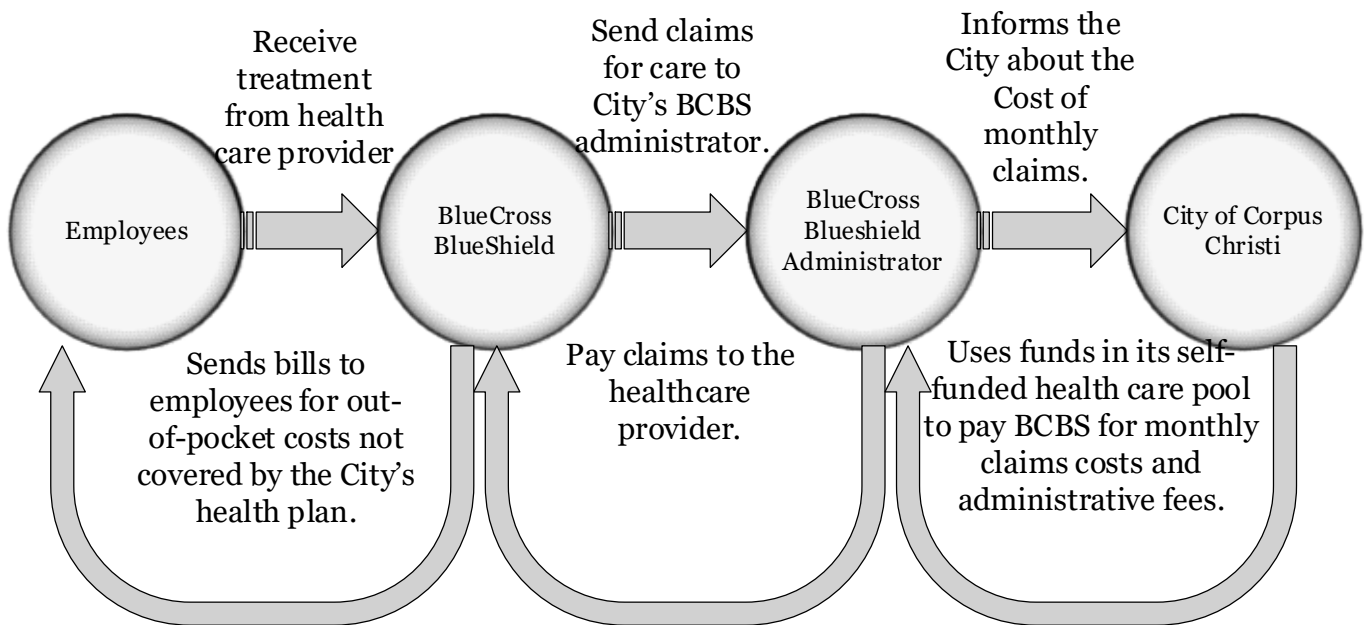 Receive
treatment
from health
care provider
Send claims
for care to
City’s BCBS
administrator.
Informs the
City about the
Cost of
monthly
claims.
Employees
BlueCross
BlueShield
BlueCross
Blueshield
Administrator
City of Corpus
Christi
Sends bills to
employees for out-
of-pocket costs not
covered by the City’s
health plan.
Pay claims to the
healthcare
provider.
Uses funds in its self-
funded health care pool
to pay BCBS for monthly
claims costs and
administrative fees.